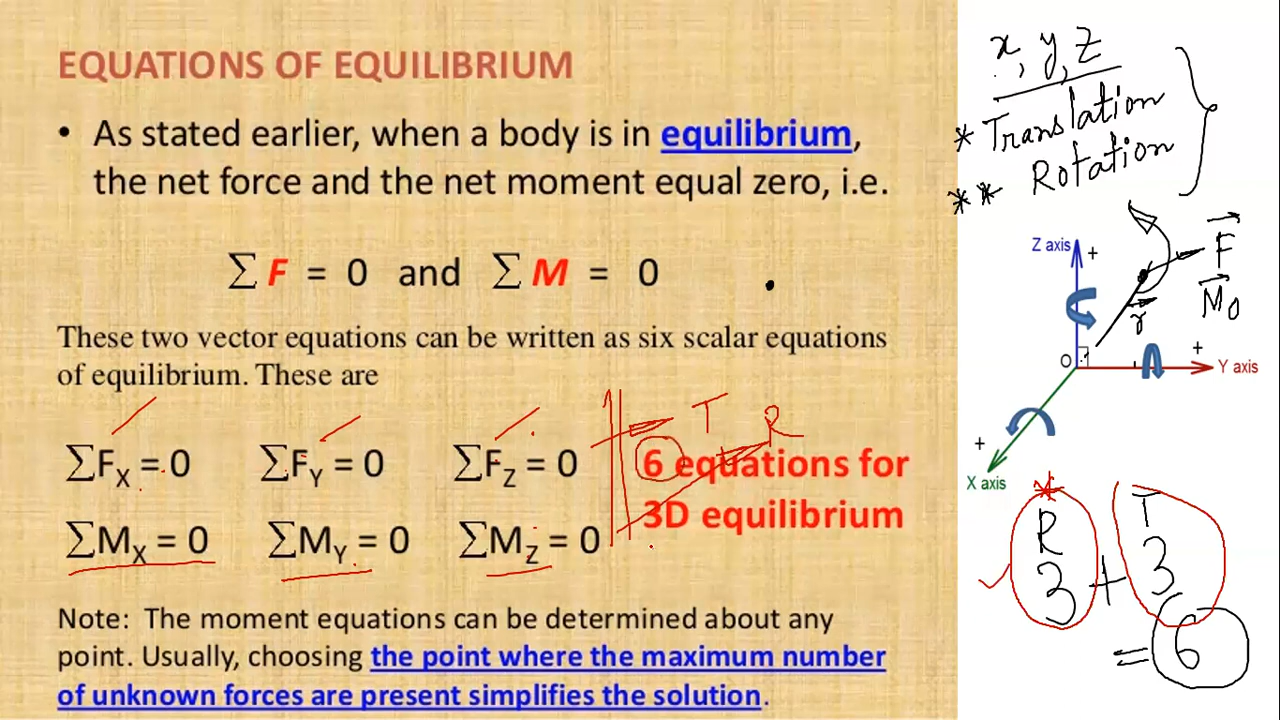 EQUATIONS OF EQUILIBRIUM
• As stated earlier, when a body is in equilibrium,
the net force and the net moment equal zero, i.e.
∑ F = 0 and ∑ M = 0
These two vector equations can be written as six scalar equations
of equilibrium. These are
∑FX = 0 ∑FY = 0 ∑FZ = 0
∑MX = 0 ∑MY = 0 ∑MZ = 0
T
R
6 equations for
3D equilibrium
Note: The moment equations can be determined about any
point. Usually, choosing the point where the maximum number
of unknown forces are present simplifies the solution.
x, y, z
* Translation
** Rotation
Z axis +
F
M0
r
O
+
Y axis
+
X axis
*
R T
3 + 3
= 6